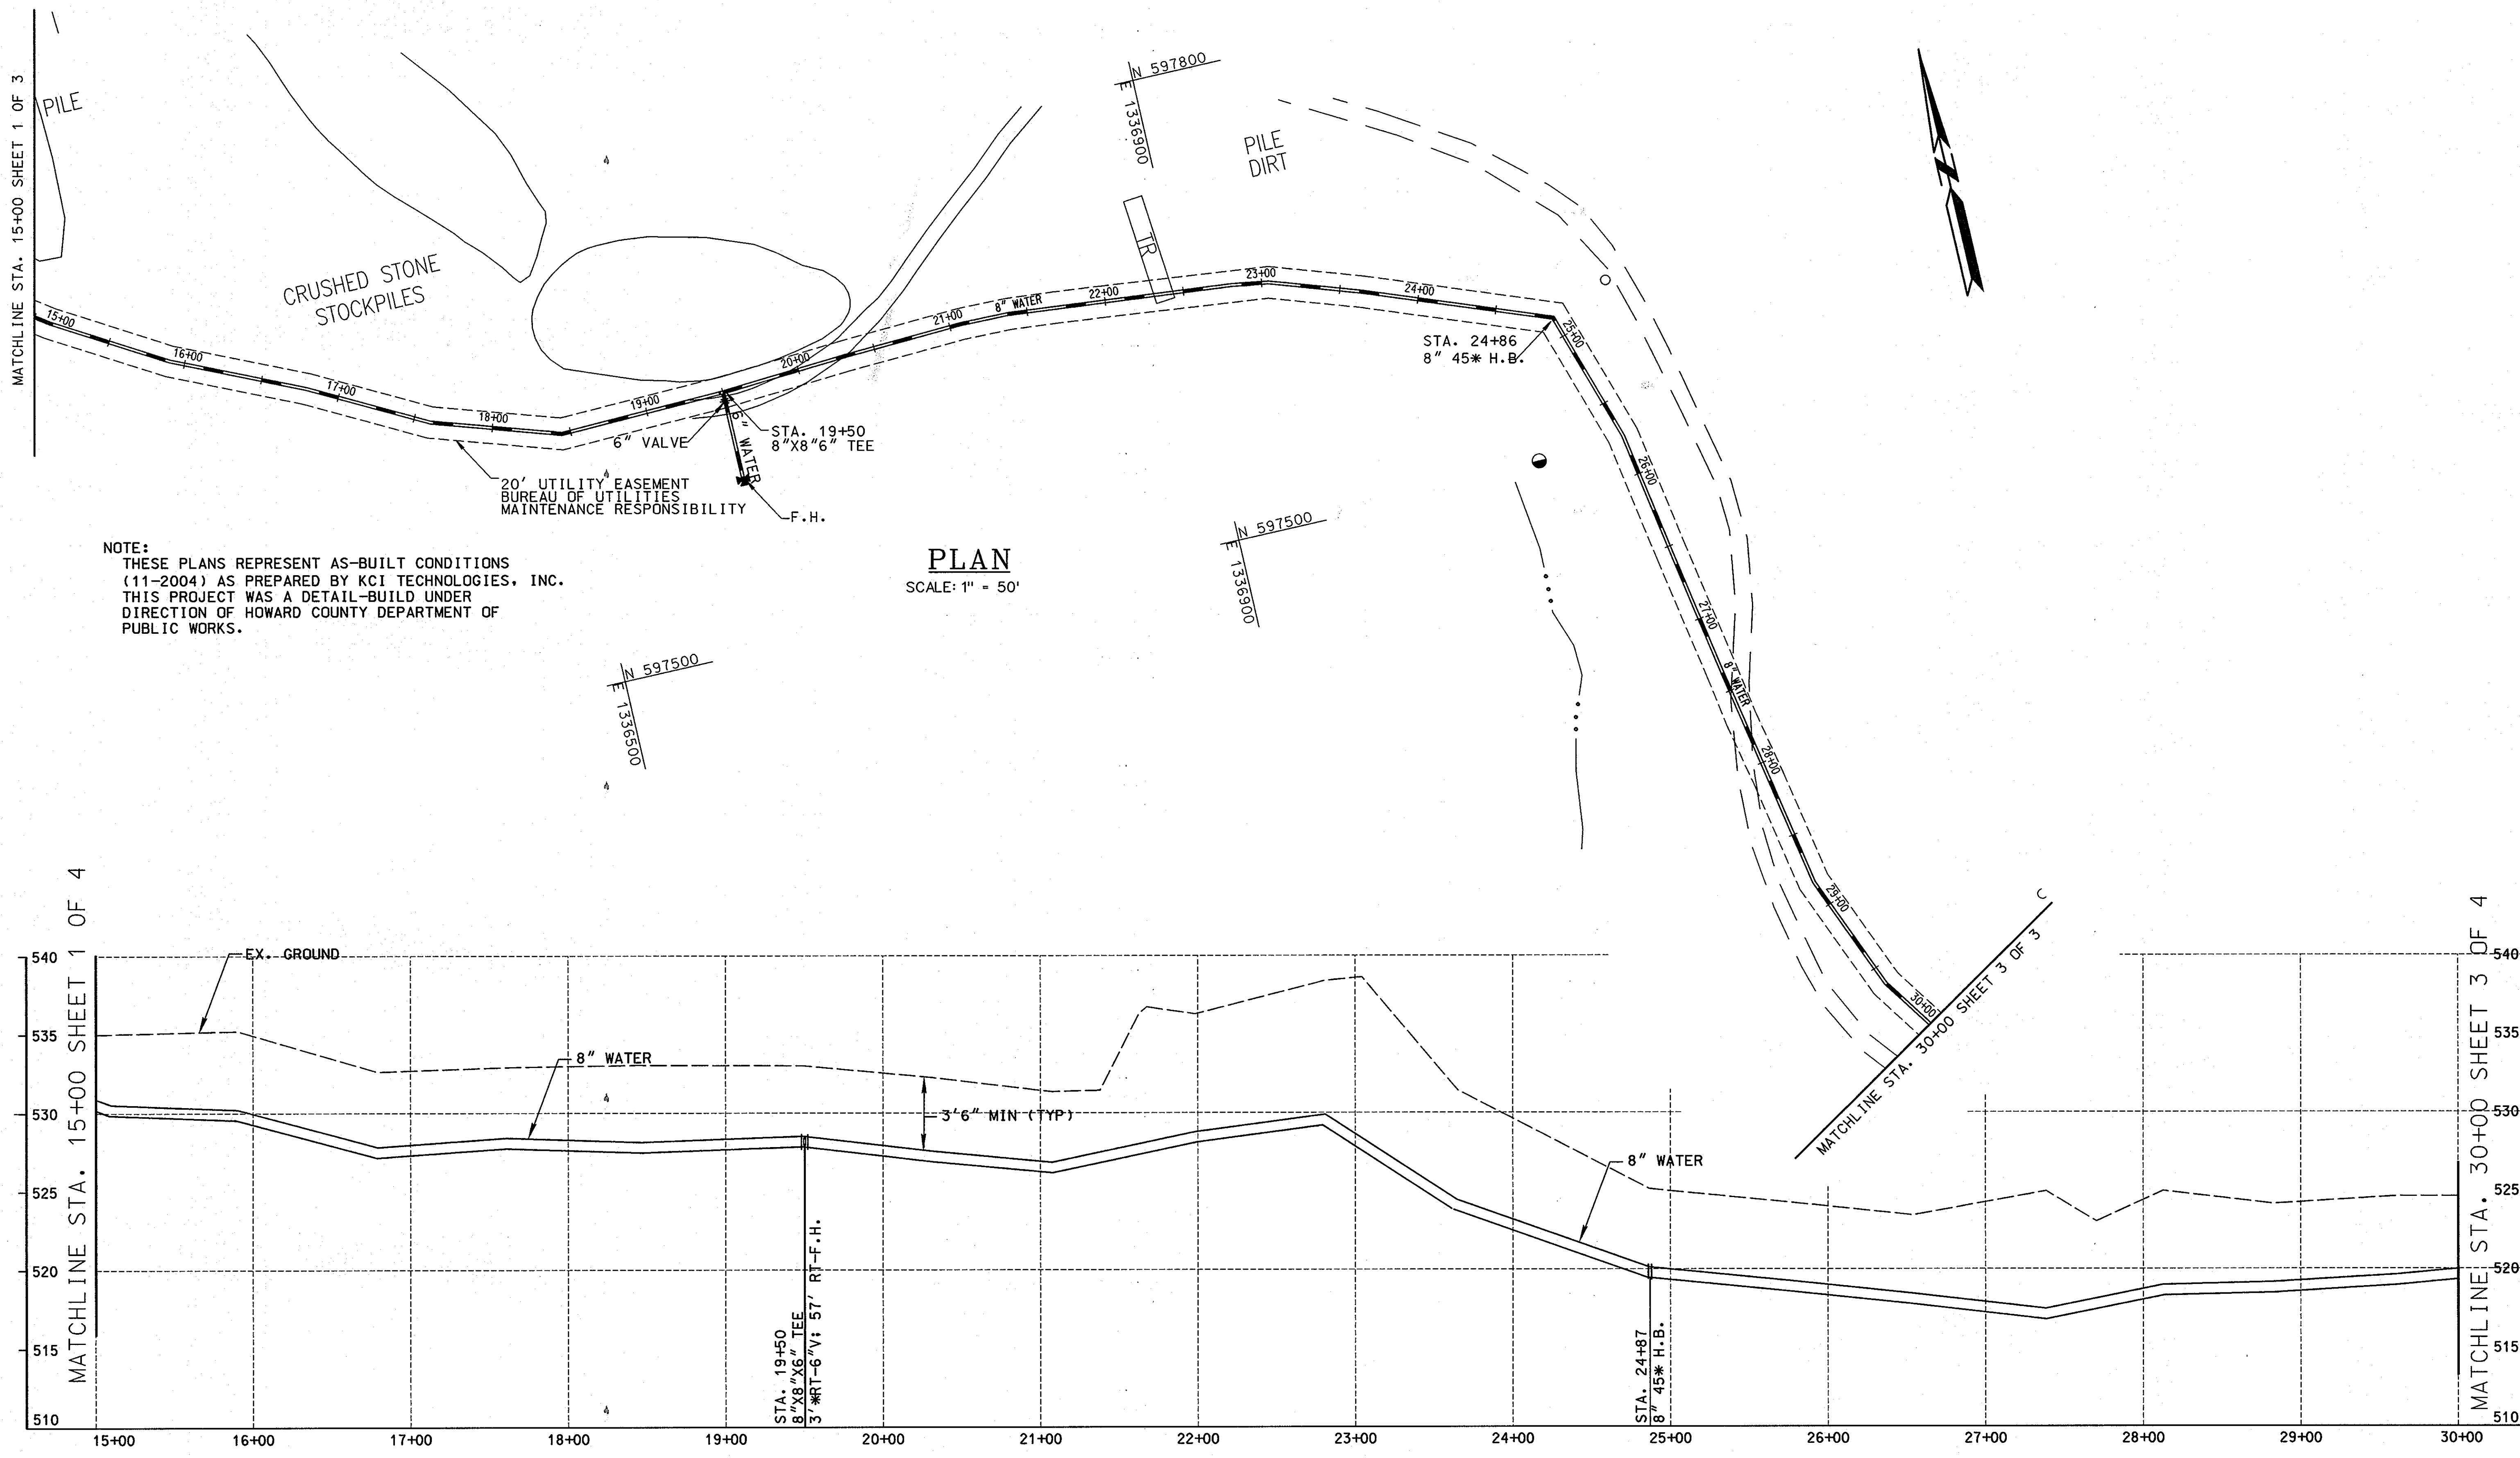 MATCHLINE STA. 15+00 SHEET 1 OF 3
PILE
CRUSHED STONE
STOCKPILES
N 597800
E 1336900
PILE
DIRT
N
TR
15+00
16+00
17+00
18+00
19+00
20+00
21+00
8" WATER
22+00
23+00
24+00
25+00
26+00
27+00
8" WATER
28+00
29+00
30+00
STA. 24+86
8" 45* H.B.
6" VALVE
6" WATER
STA. 19+50
8"X8"6" TEE
F.H.
20' UTILITY EASEMENT
BUREAU OF UTILITIES
MAINTENANCE RESPONSIBILITY
NOTE:
THESE PLANS REPRESENT AS-BUILT CONDITIONS
(11-2004) AS PREPARED BY KCI TECHNOLOGIES, INC.
THIS PROJECT WAS A DETAIL-BUILD UNDER
DIRECTION OF HOWARD COUNTY DEPARTMENT OF
PUBLIC WORKS.
PLAN
SCALE: 1" = 50'
N 597500
E 1336900
N 597500
E 1336500
C
MATCHLINE STA. 30+00 SHEET 3 OF 3
MATCHLINE STA. 15+00 SHEET 1 OF 4
MATCHLINE STA. 30+00 SHEET 3 OF 4
540
535
530
525
520
515
510
EX. GROUND
8" WATER
3'6" MIN (TYP)
8" WATER
STA. 19+50
8"X8"X6" TEE
3'*RT-6"V; 57' RT-F.H.
STA. 24+87
8" 45* H.B.
540
535
530
525
520
515
510
15+00
16+00
17+00
18+00
19+00
20+00
21+00
22+00
23+00
24+00
25+00
26+00
27+00
28+00
29+00
30+00